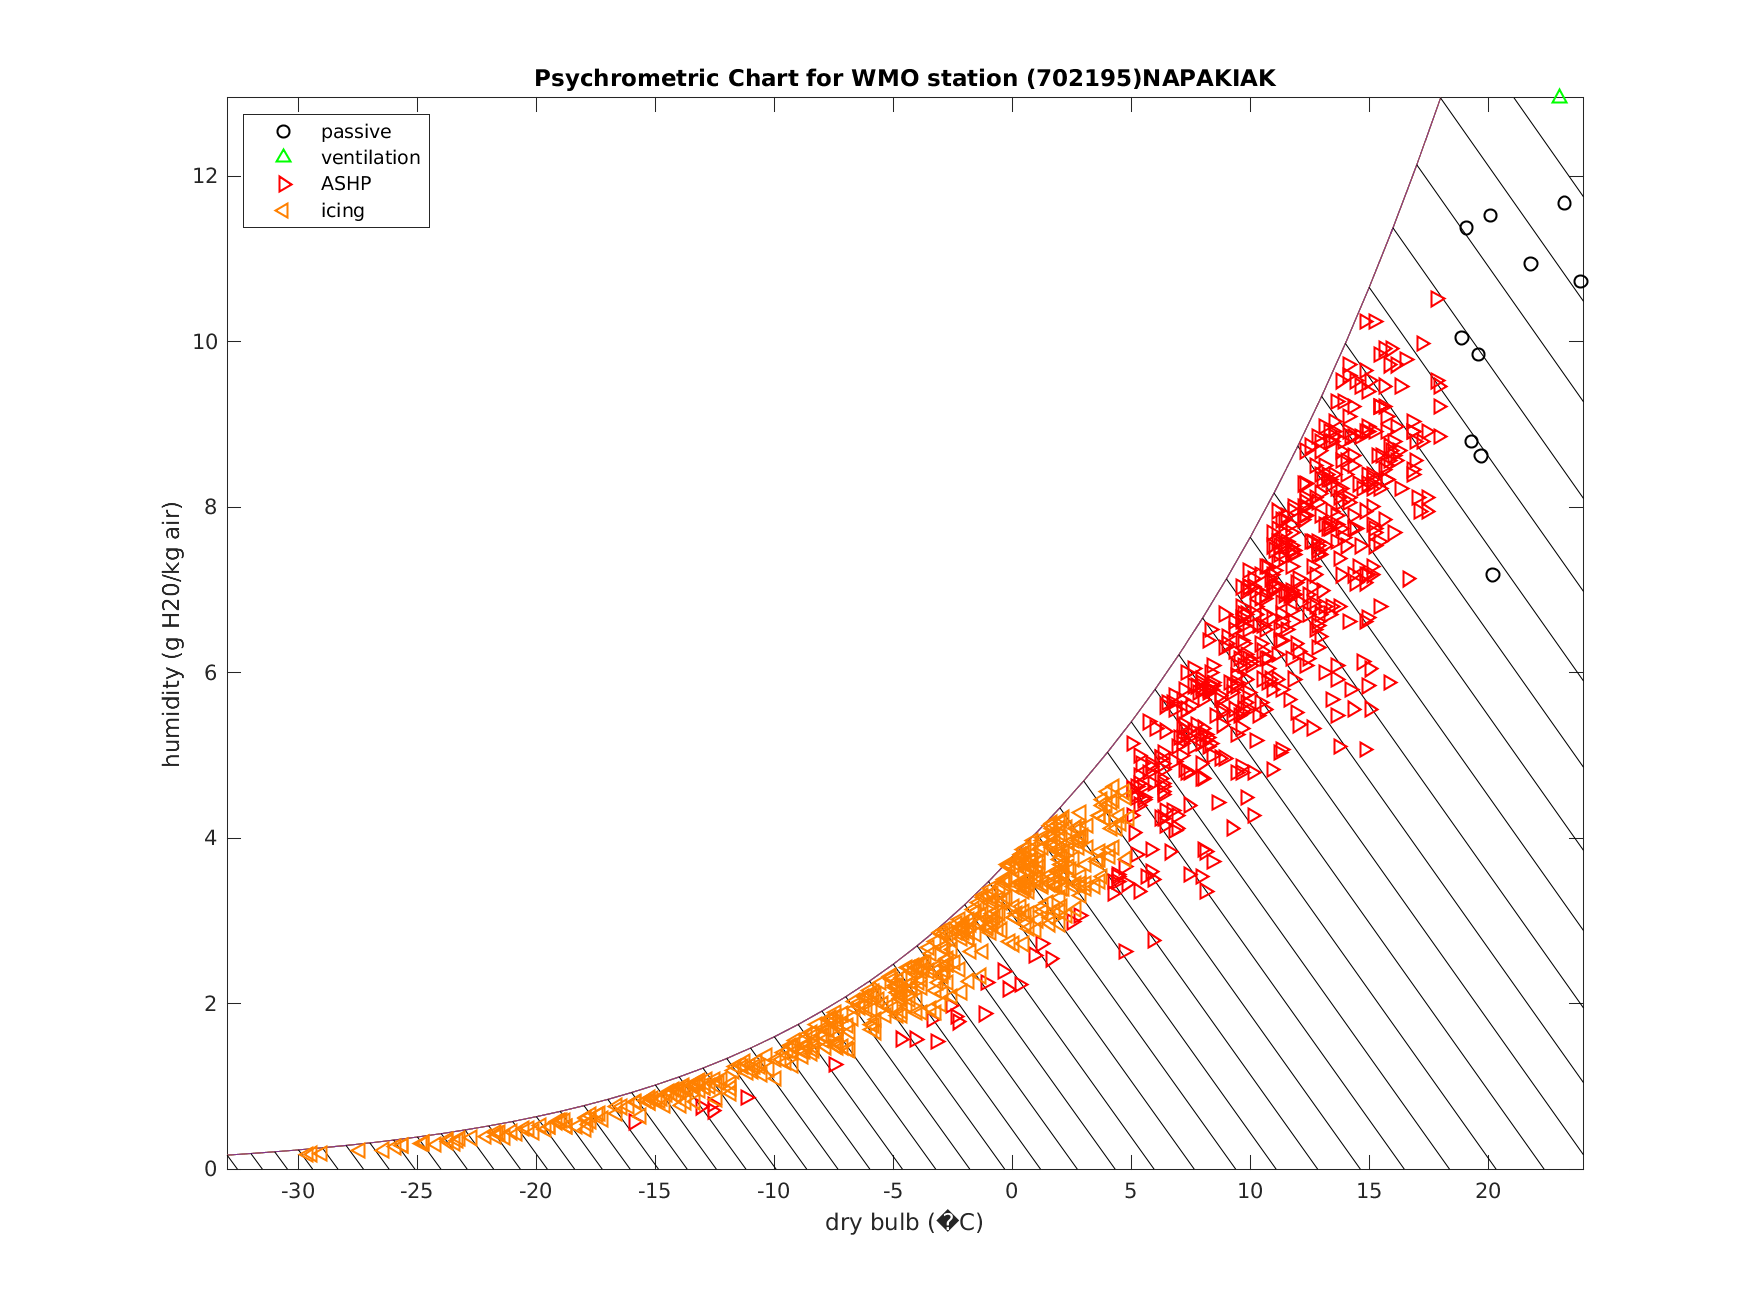 Psychrometric Chart for WMO station (702195)NAPAKIAK
passive
ventilation
ASHP
icing
humidity (g H20/kg air)
12
10
8
6
4
2
0
-30 -25 -20 -15 -10 -5 0 5 10 15 20
dry bulb (�C)